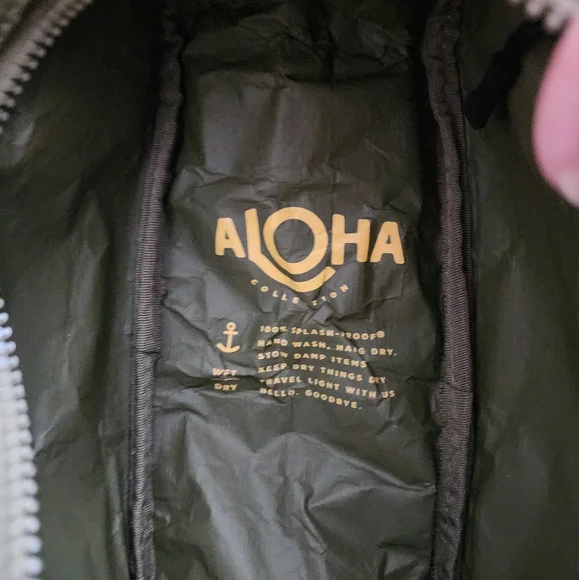 ALOHA
COLLECTION
100% SPLASH-PROOF®
HAND WASH. HANG DRY.
STOW DAMP ITEMS
WET KEEP DRY THINGS DRY
DRY TRAVEL LIGHT WITH US
HELLO. GOODBYE.